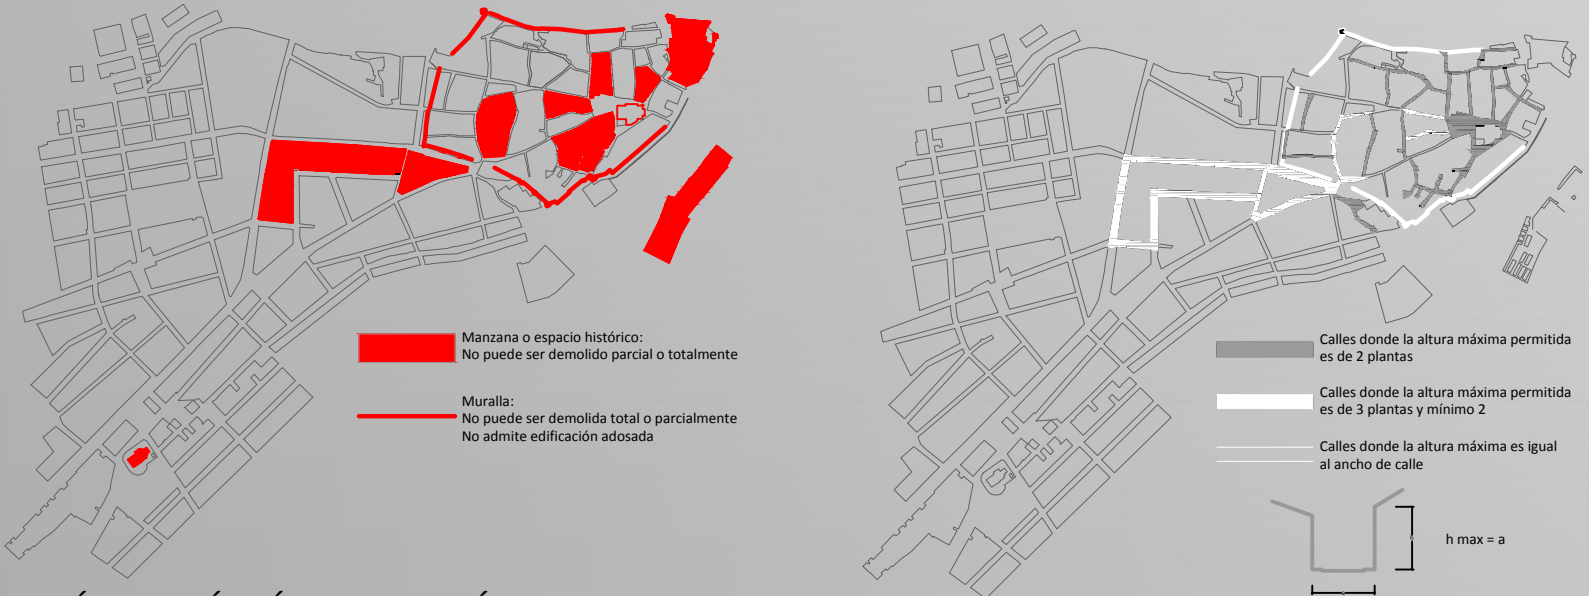 Manzana o espacio histórico:
No puede ser demolido parcial o totalmente
Muralla:
No puede ser demolida total o parcialmente
No admite edificación adosada
Calles donde la altura máxima permitida
es de 2 plantas
Calles donde la altura máxima permitida
es de 3 plantas y mínimo 2
Calles donde la altura máxima es igual
al ancho de calle
h max = a